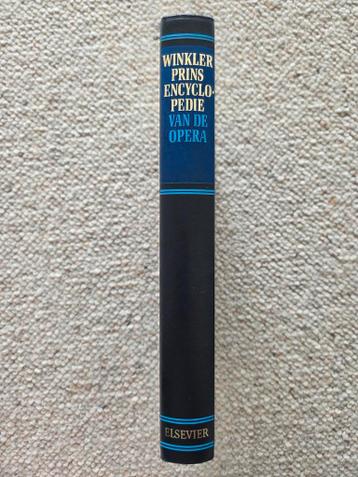 WINKLER
PRINS
ENCYCLO-
PEDIE
VAN DE
OPERA
ELSEVIER